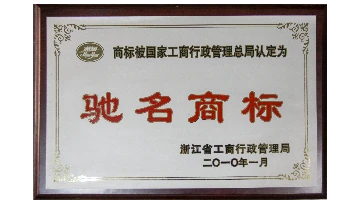 商标被国家工商行政管理总局认定为
驰名商标
浙江省工商行政管理局
二〇一〇年一月